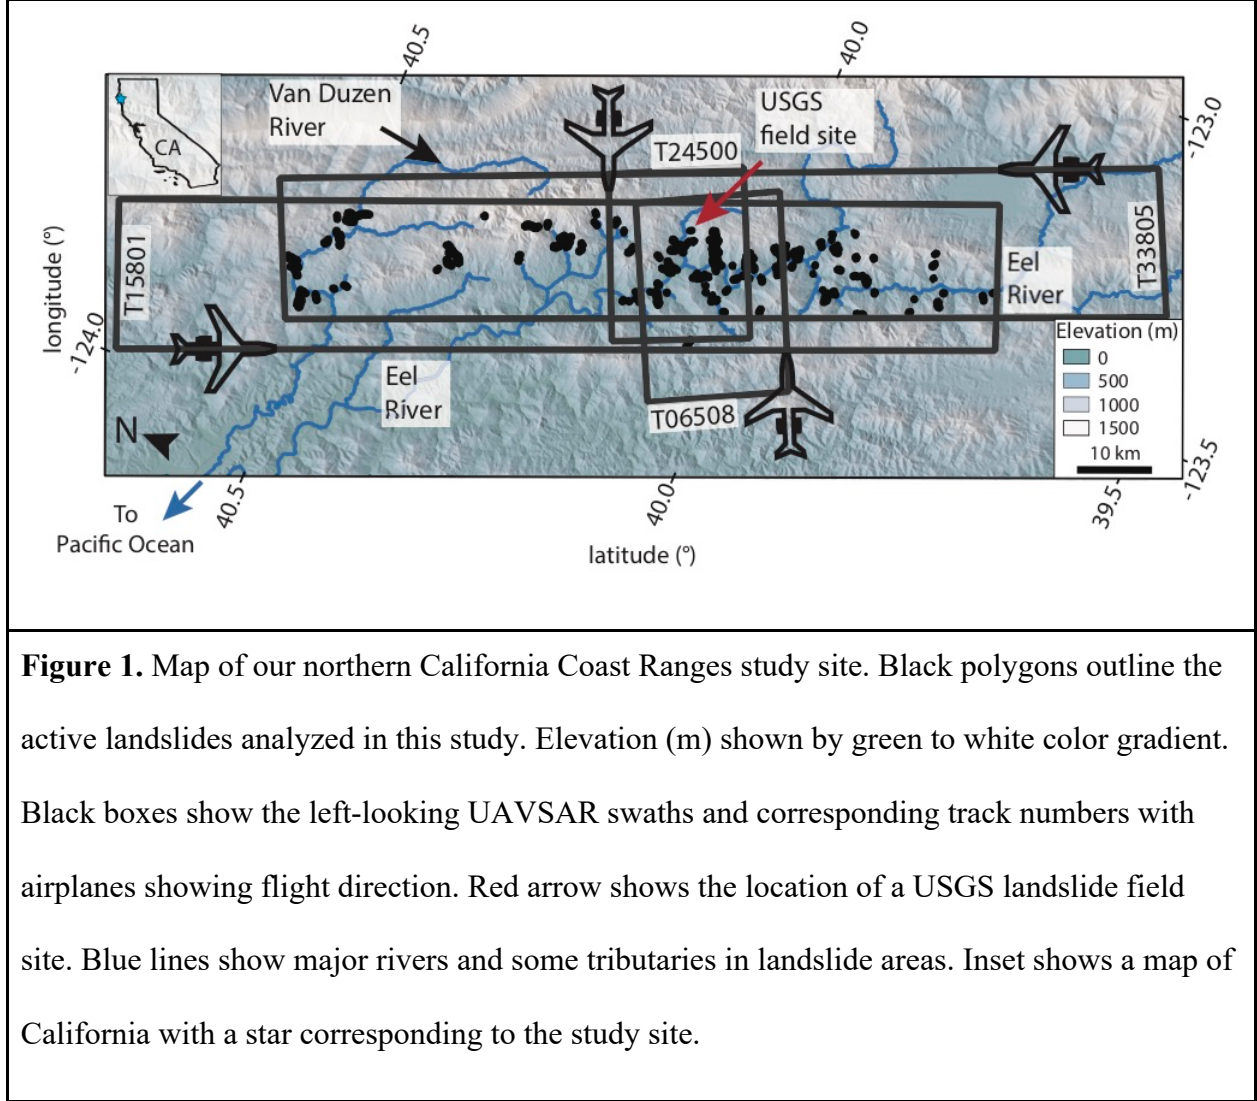 40.5
40.0
Van Duzen
River
USGS
field site
CA
T24500
-123.0
longitude (°)
T15801
T33805
Eel
River
-124.0
Elevation (m)
0
500
1000
1500
10 km
Eel
River
T06508
N
To
Pacific Ocean
40.5
40.0
39.5
-123.5
latitude (°)
Figure 1. Map of our northern California Coast Ranges study site. Black polygons outline the
active landslides analyzed in this study. Elevation (m) shown by green to white color gradient.
Black boxes show the left-looking UAVSAR swaths and corresponding track numbers with
airplanes showing flight direction. Red arrow shows the location of a USGS landslide field
site. Blue lines show major rivers and some tributaries in landslide areas. Inset shows a map of
California with a star corresponding to the study site.